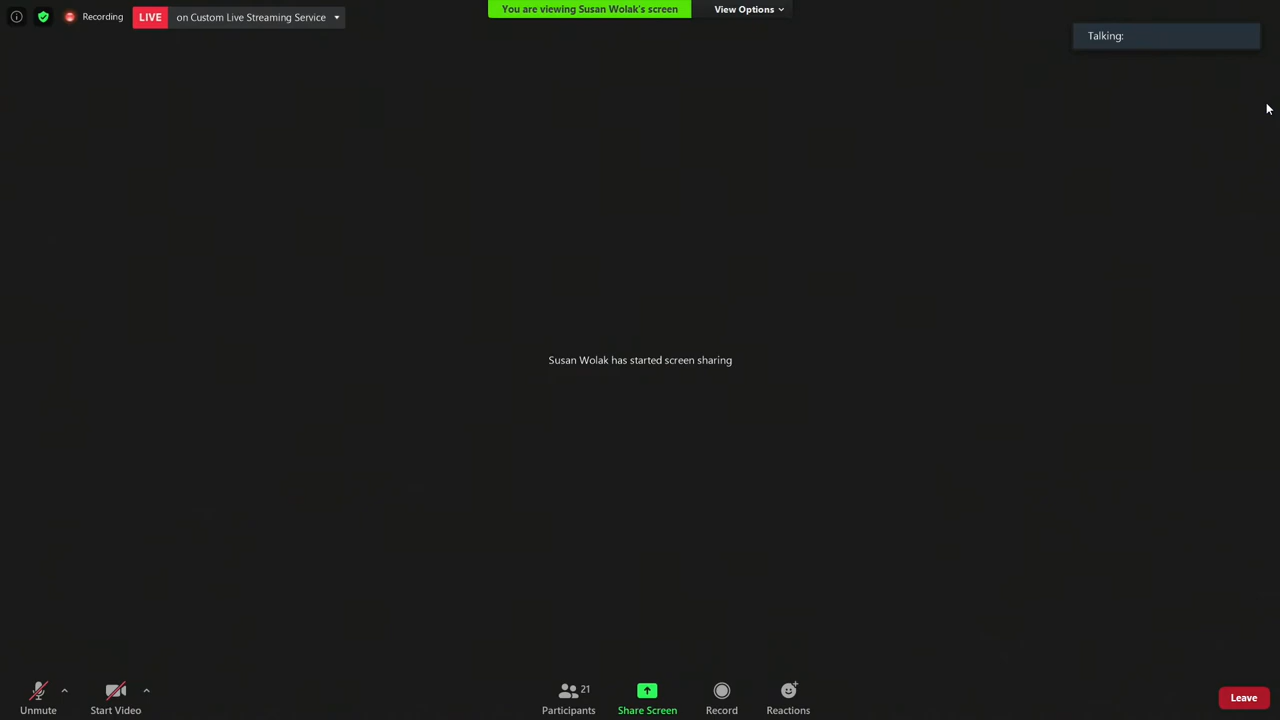 Recording
LIVE on Custom Live Streaming Service
You are viewing Susan Wolak's screen
View Options
Talking:
Susan Wolak has started screen sharing
Unmute
Start Video
21
Participants
Share Screen
Record
Reactions
Leave